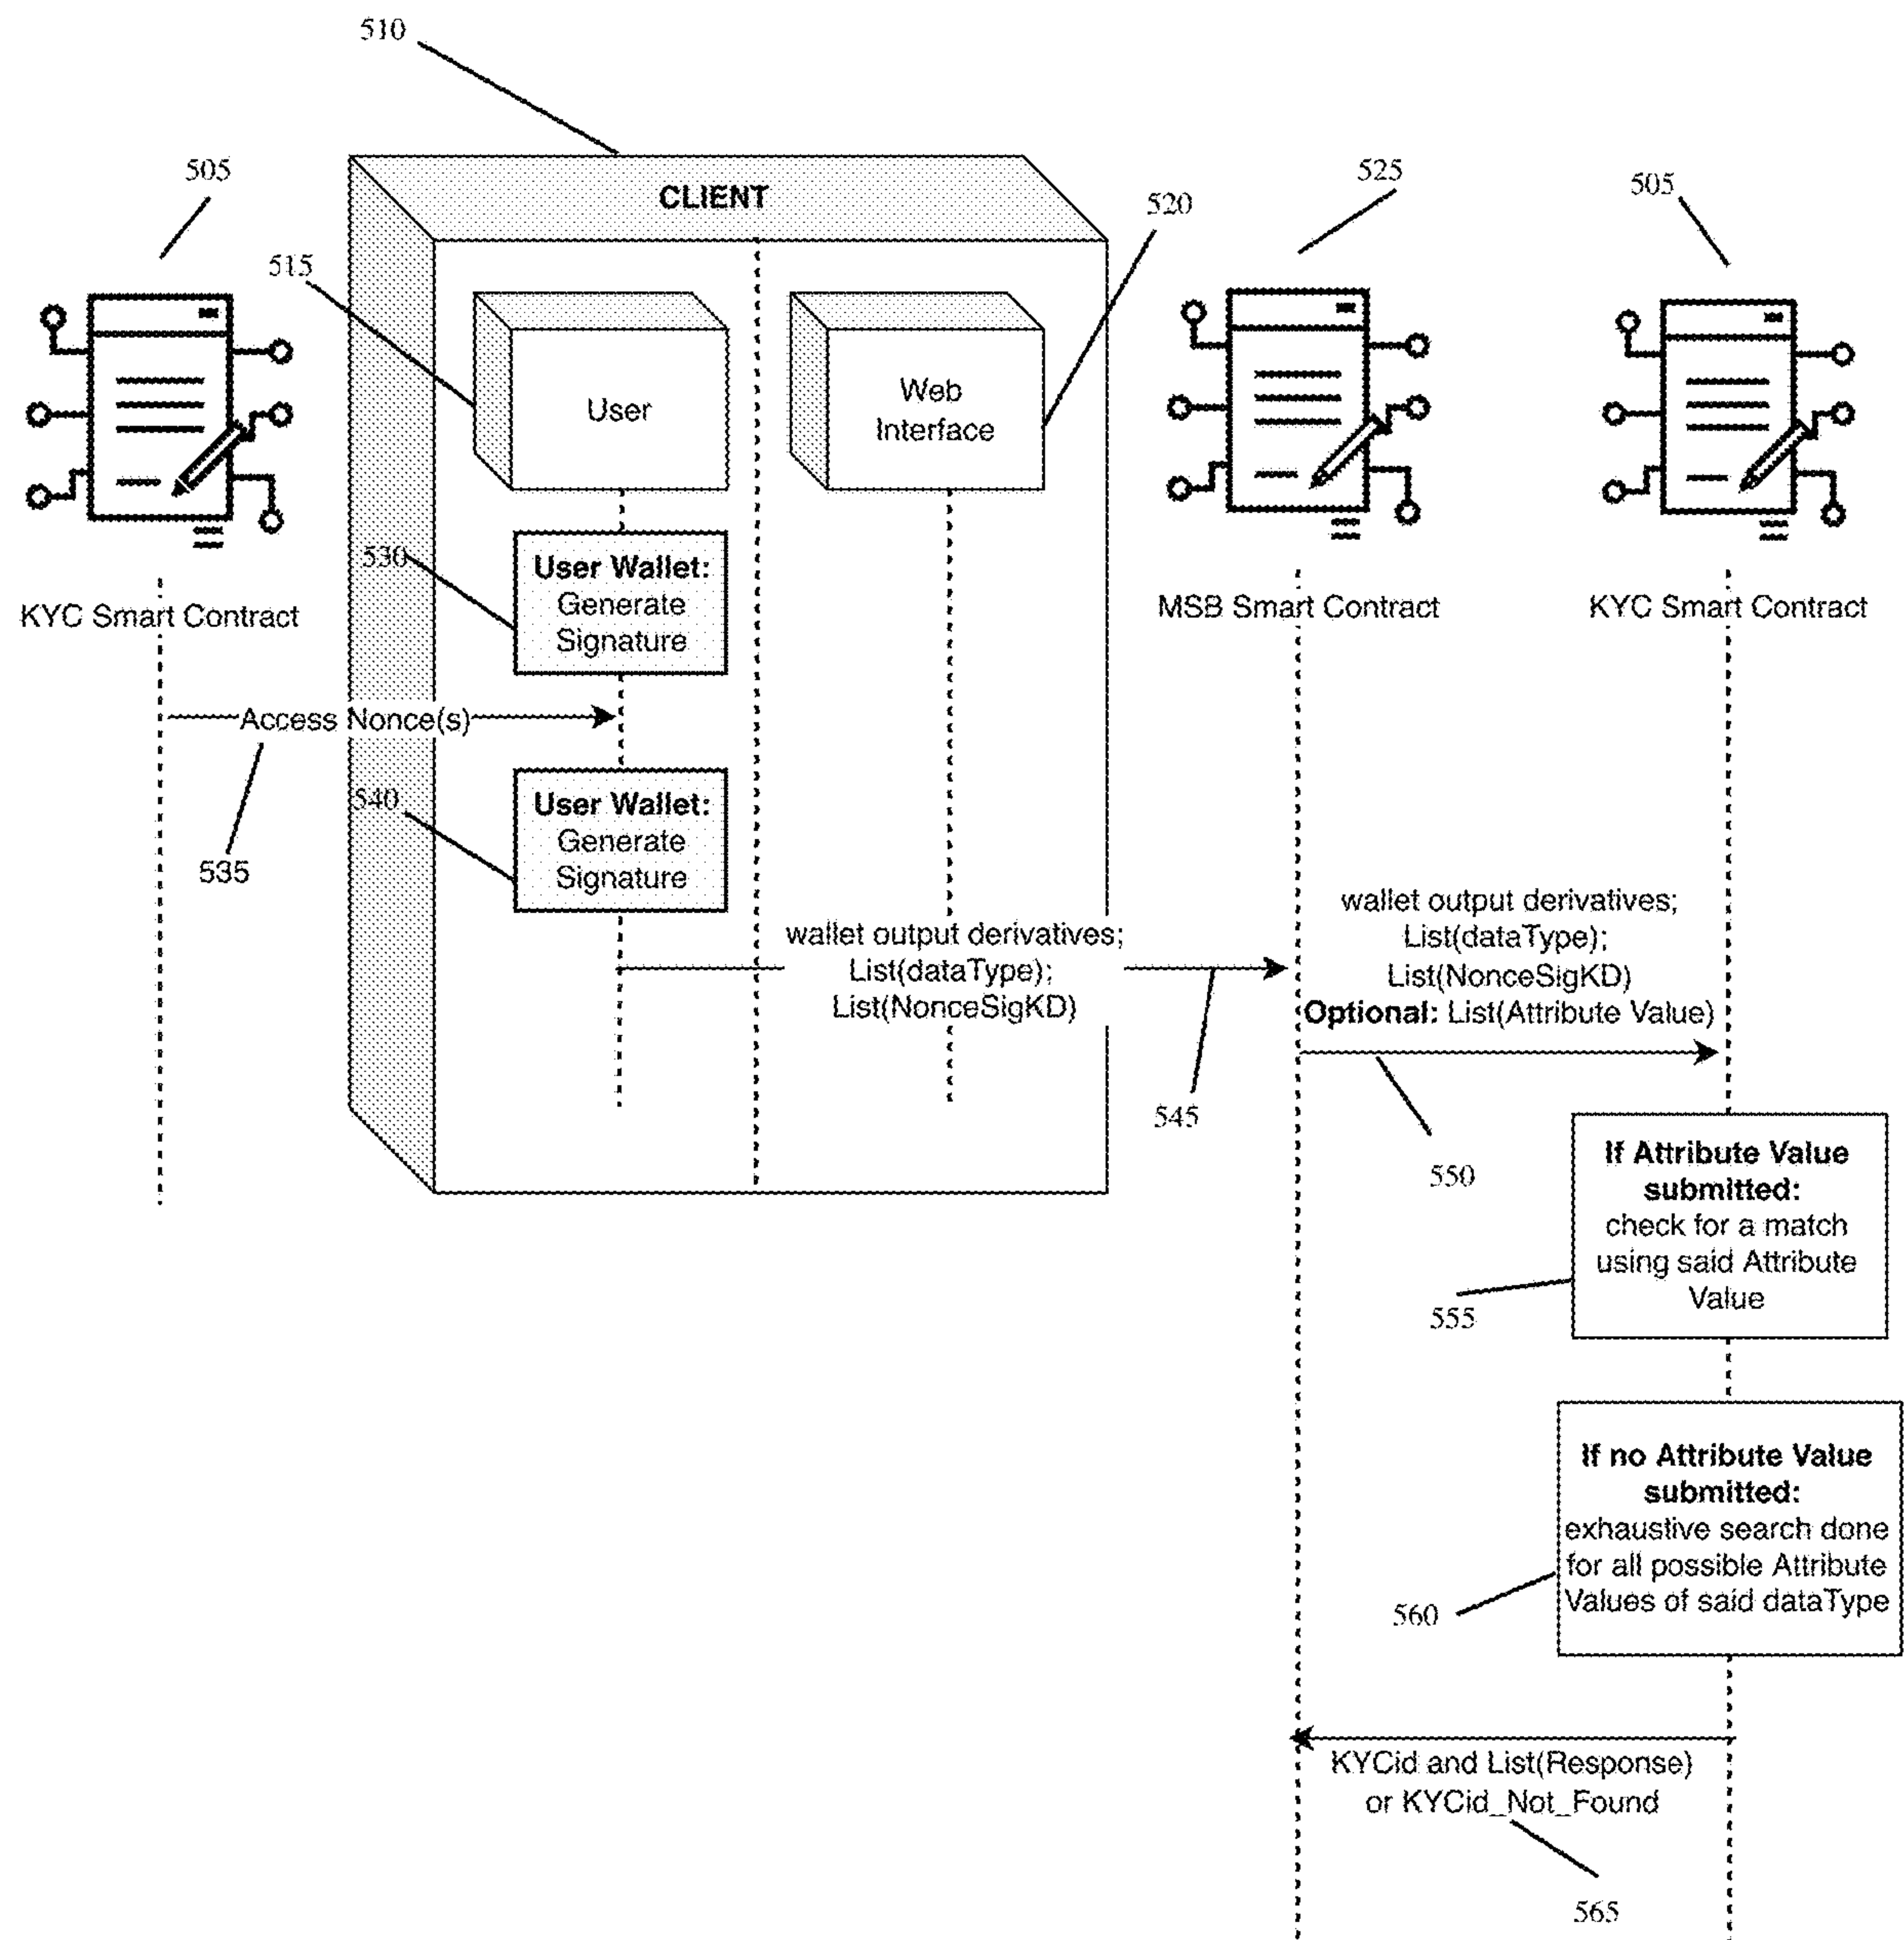 510
505
CLIENT
525
505
520
515
User
Web
Interface
530
User Wallet:
Generate
Signature
KYC Smart Contract
MSB Smart Contract
KYC Smart Contract
Access Nonce(s)
540
User Wallet:
Generate
Signature
535
wallet output derivatives;
List(dataType);
List(NonceSigKD)
wallet output derivatives;
List(dataType);
List(NonceSigKD)
Optional: List(Attribute Value)
545
550
If Attribute Value
submitted:
check for a match
using said Attribute
Value
555
If no Attribute Value
submitted:
exhaustive search done
for all possible Attribute
Values of said dataType
560
KYCid and List(Response)
or KYCid_Not_Found
565